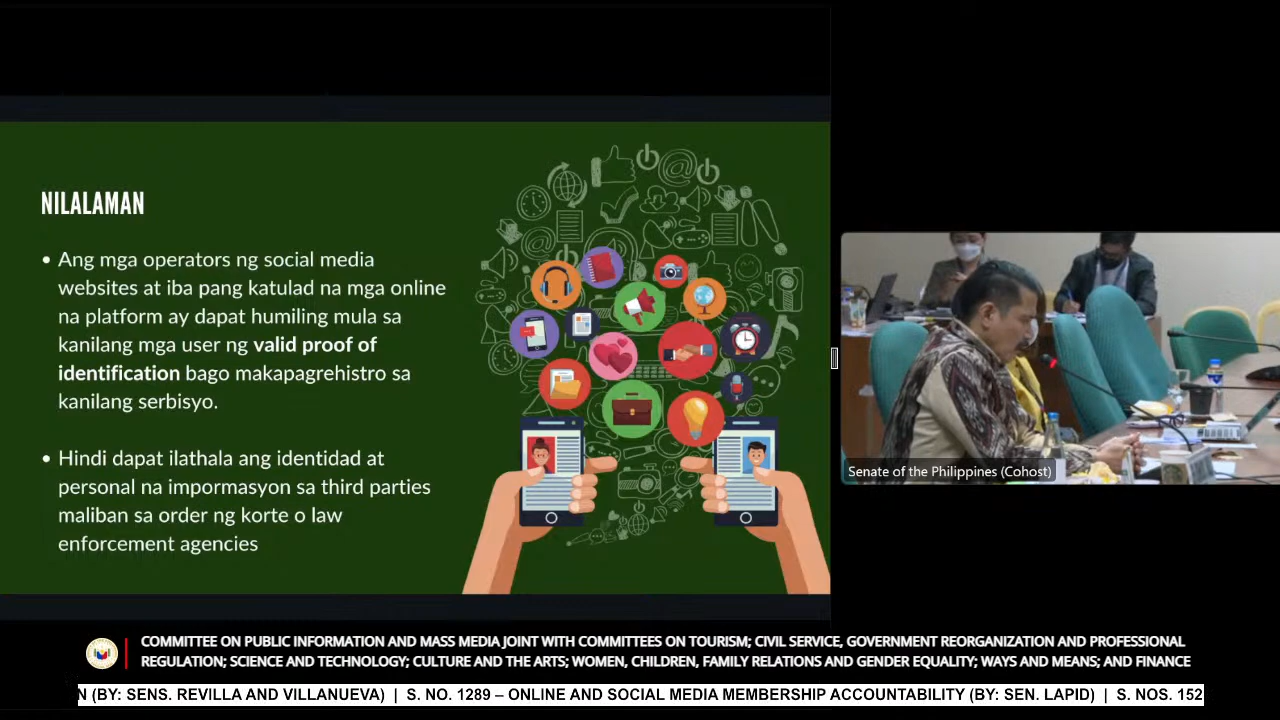 NILALAMAN
• Ang mga operators ng social media
websites at iba pang katulad na mga online
na platform ay dapat humiling mula sa
kanilang mga user ng valid proof of
identification bago makapagrehistro sa
kanilang serbisyo.
• Hindi dapat ilathala ang identidad at
personal na impormasyon sa third parties
maliban sa order ng korte o law
enforcement agencies
Senate of the Philippines (Cohost)
COMMITTEE ON PUBLIC INFORMATION AND MASS MEDIA JOINT WITH COMMITTEES ON TOURISM; CIVIL SERVICE, GOVERNMENT REORGANIZATION AND PROFESSIONAL
REGULATION; SCIENCE AND TECHNOLOGY; CULTURE AND THE ARTS; WOMEN, CHILDREN, FAMILY RELATIONS AND GENDER EQUALITY; WAYS AND MEANS; AND FINANCE
N (BY: SENS. REVILLA AND VILLANUEVA) | S. NO. 1289 – ONLINE AND SOCIAL MEDIA MEMBERSHIP ACCOUNTABILITY (BY: SEN. LAPID) | S. NOS. 152